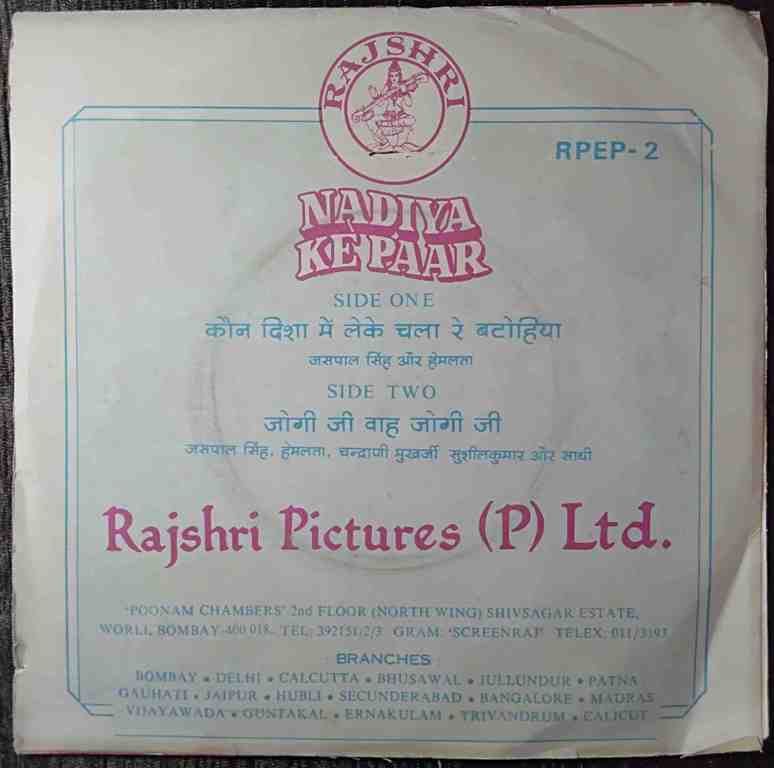 RAJSHRI
RPEP-2
NADIYA
KE PAAR
SIDE ONE
कौन दिशा में लेके चला रे बटोहिया
जसपाल सिंह और हेमलता
SIDE TWO
जोगी जी वाह जोगी जी
जसपाल सिंह, हेमलता, चन्द्राणी मुखर्जी सुशीलकुमार और साथी
Rajshri Pictures (P) Ltd.
'POONAM CHAMBERS' 2nd FLOOR (NORTH WING) SHIVSAGAR ESTATE,
WORLI, BOMBAY-400 018. TEL; 392151/2/3 GRAM: 'SCREENRAJ' TELEX: 011/3193
BRANCHES
BOMBAY • DELHI • CALCUTTA • BHUSAWAL • JULLUNDUR • PATNA
GAUHATI • JAIPUR • HUBLI • SECUNDERABAD • BANGALORE • MADRAS
VIJAYAWADA • GUNTAKAL • ERNAKULAM • TRIVANDRUM • CALICUT